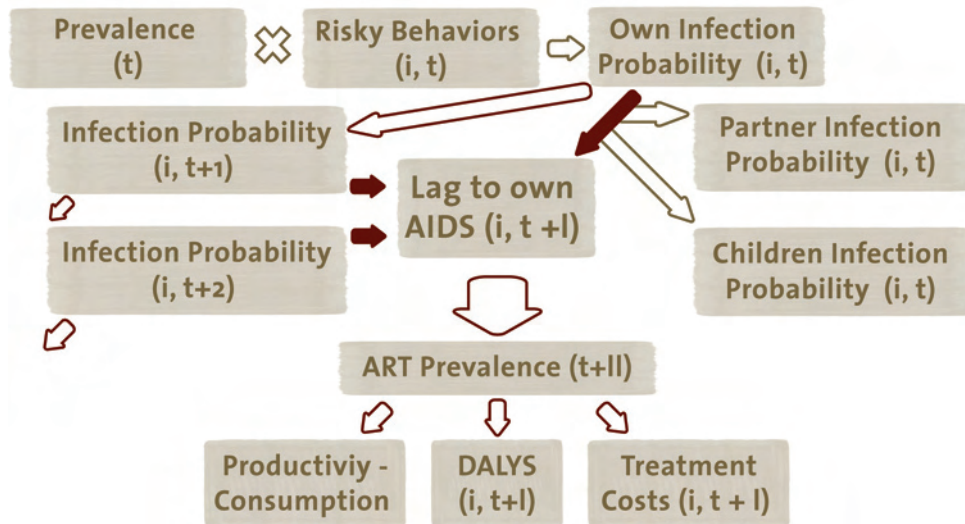 Prevalence
(t)
Risky Behaviors
(i, t)
Own Infection
Probability (i, t)
Infection Probability
(i, t+1)
Partner Infection
Probability (i, t)
Lag to own
AIDS (i, t +l)
Infection Probability
(i, t+2)
Children Infection
Probability (i, t)
ART Prevalence (t+ll)
Productiviy -
Consumption
DALYS
(i, t+l)
Treatment
Costs (i, t + l)